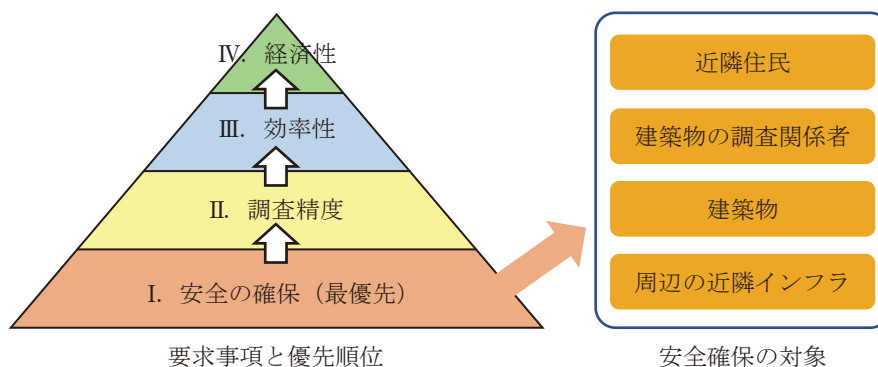 Ⅳ. 経済性
Ⅲ. 効率性
Ⅱ. 調査精度
Ⅰ. 安全の確保（最優先）
要求事項と優先順位
近隣住民
建築物の調査関係者
建築物
周辺の近隣インフラ
安全確保の対象